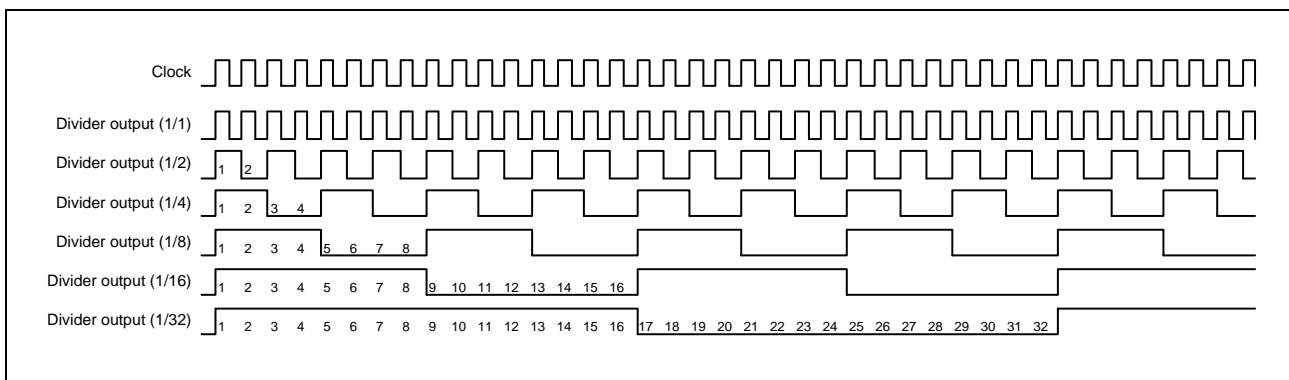 Clock
Divider output (1/1)
Divider output (1/2) 1 2
Divider output (1/4) 1 2 3 4
Divider output (1/8) 1 2 3 4 5 6 7 8
Divider output (1/16) 1 2 3 4 5 6 7 8 9 10 11 12 13 14 15 16
Divider output (1/32) 1 2 3 4 5 6 7 8 9 10 11 12 13 14 15 16 17 18 19 20 21 22 23 24 25 26 27 28 29 30 31 32